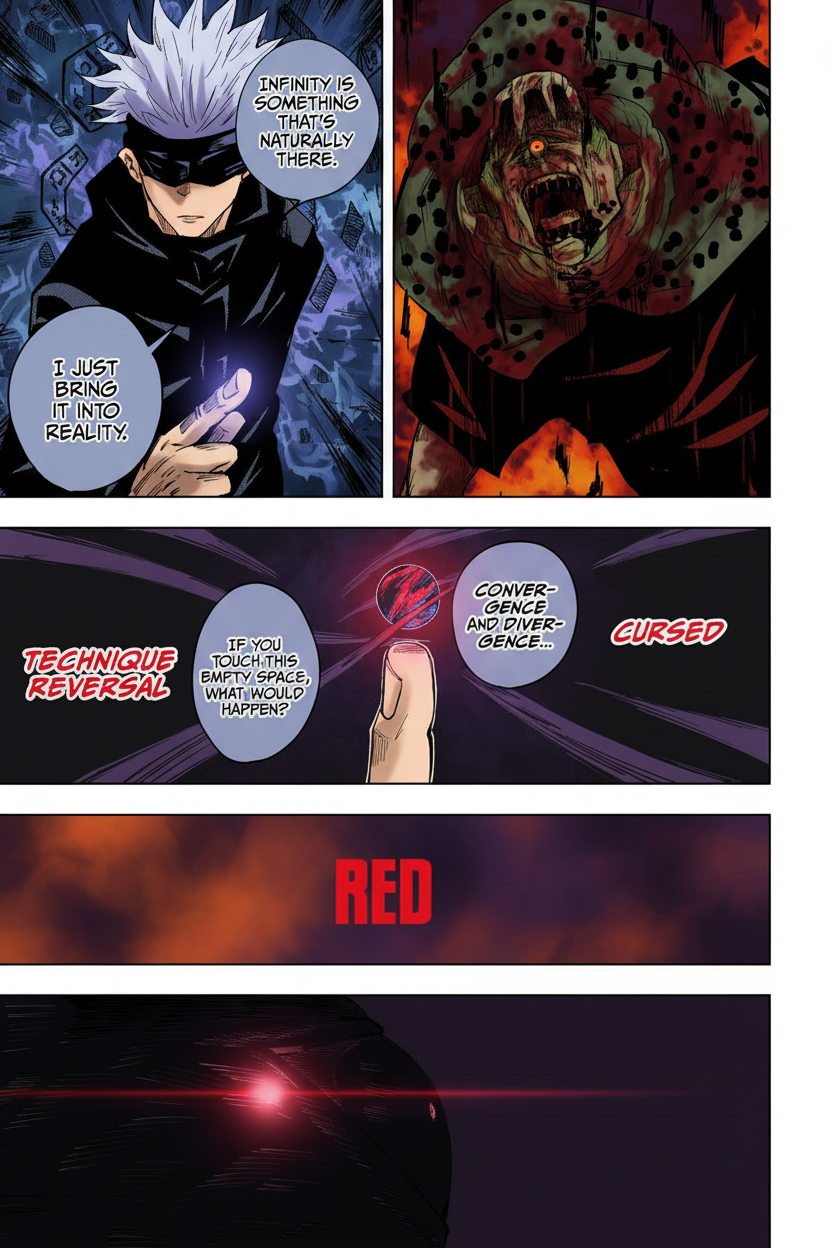 INFINITY IS
SOMETHING
THAT'S
NATURALLY
THERE.
I JUST
BRING
IT INTO
REALITY.
CURSED
CONVER-
GENCE
AND DIVER-
GENCE...
IF YOU
TOUCH THIS
EMPTY SPACE,
WHAT WOULD
HAPPEN?
TECHNIQUE
REVERSAL
RED